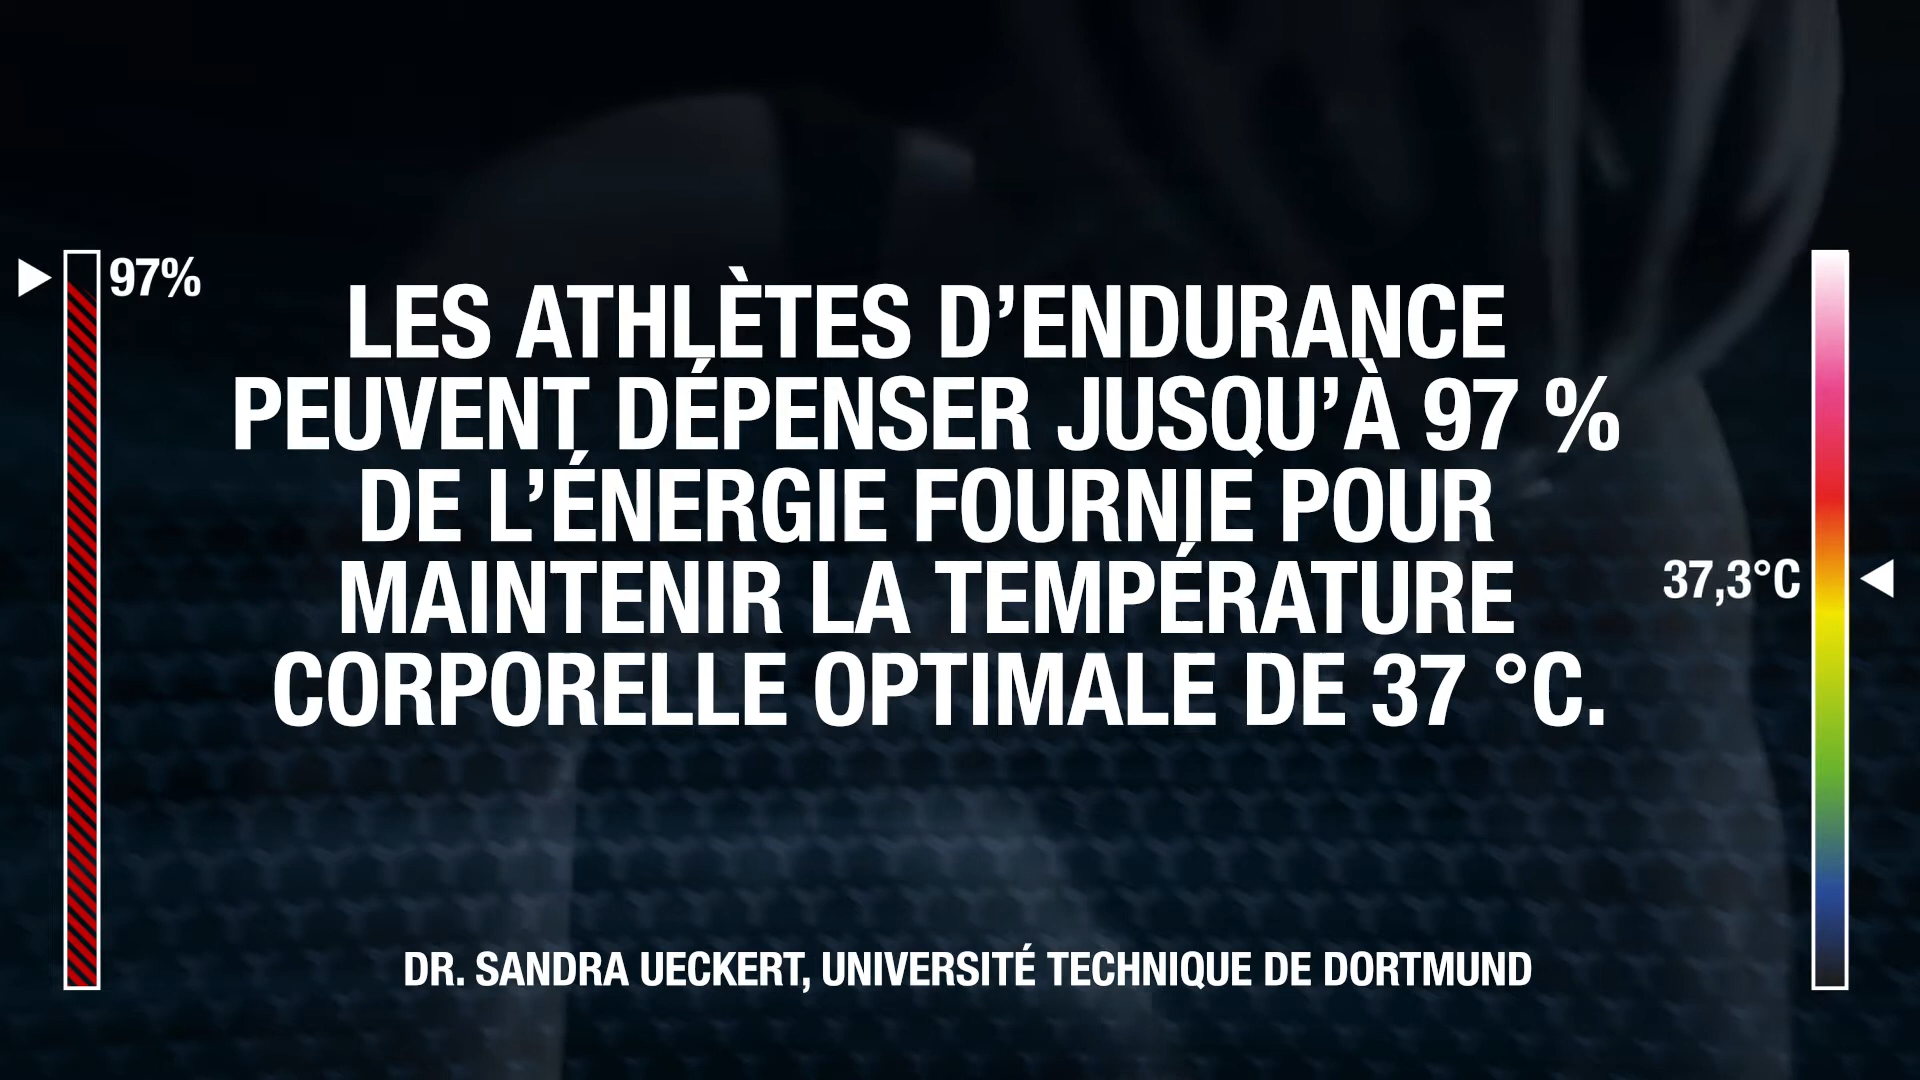 97%
LES ATHLÈTES D’ENDURANCE
PEUVENT DÉPENSER JUSQU’À 97 %
DE L’ÉNERGIE FOURNIE POUR
MAINTENIR LA TEMPÉRATURE
CORPORELLE OPTIMALE DE 37 °C.
37,3°C
DR. SANDRA UECKERT, UNIVERSITÉ TECHNIQUE DE DORTMUND